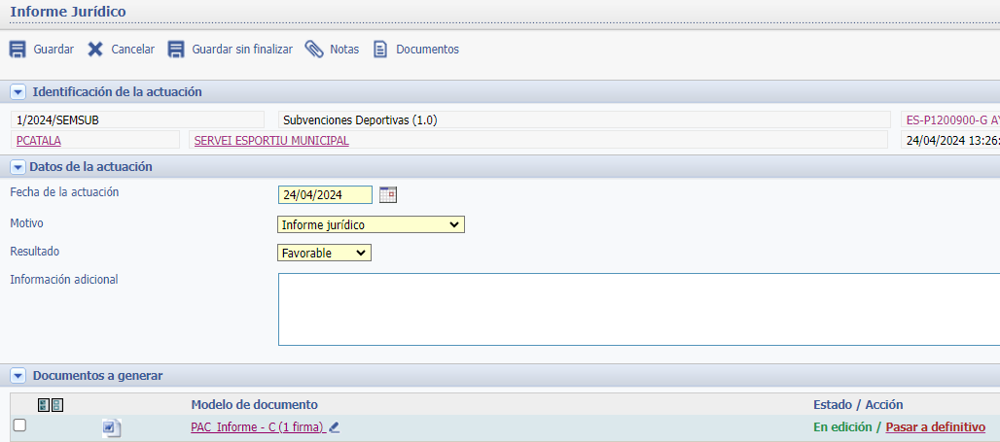 Informe Jurídico
Guardar Cancelar Guardar sin finalizar Notas Documentos
Identificación de la actuación
1/2024/SEMSUB Subvenciones Deportivas (1.0) ES-P1200900-G AY
PCATALA SERVEI ESPORTIU MUNICIPAL 24/04/2024 13:26:
Datos de la actuación
Fecha de la actuación 24/04/2024
Motivo Informe jurídico
Resultado Favorable
Información adicional
Documentos a generar
Modelo de documento Estado / Acción
PAC_Informe - C (1 firma) En edición / Pasar a definitivo